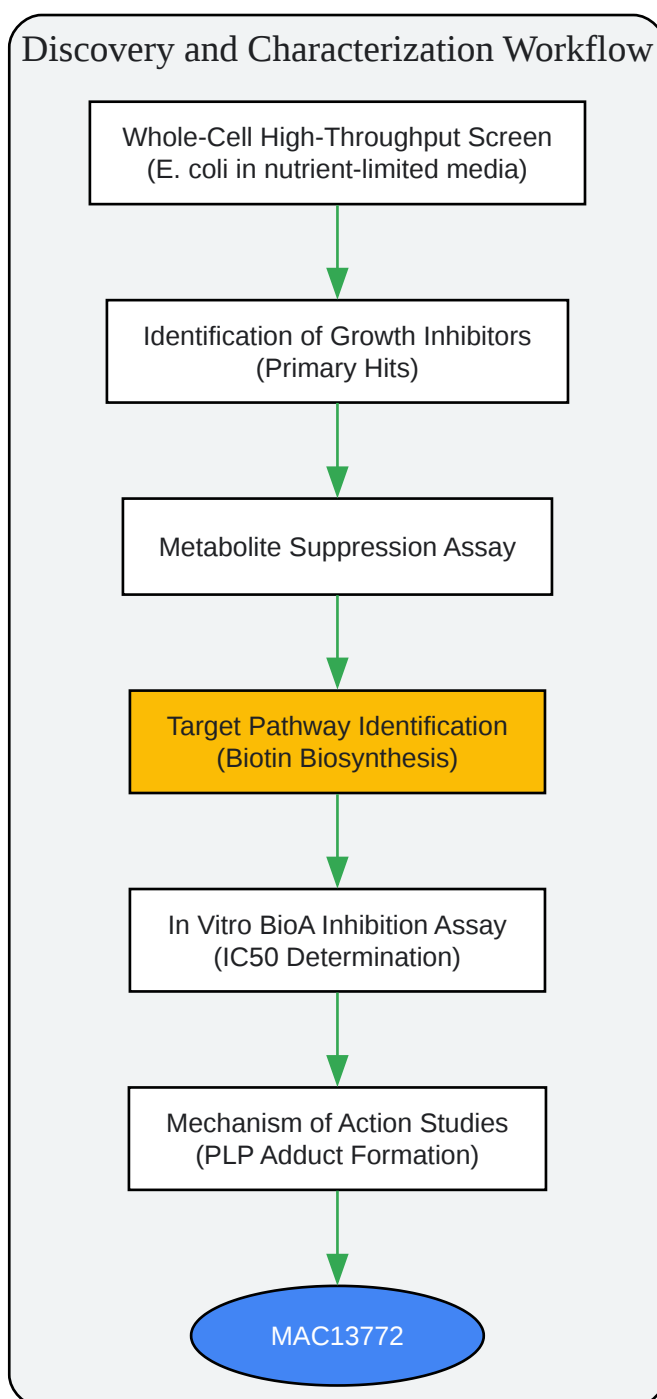 Discovery and Characterization Workflow
Whole-Cell High-Throughput Screen
(E. coli in nutrient-limited media)
Identification of Growth Inhibitors
(Primary Hits)
Metabolite Suppression Assay
Target Pathway Identification
(Biotin Biosynthesis)
In Vitro BioA Inhibition Assay
(IC50 Determination)
Mechanism of Action Studies
(PLP Adduct Formation)
MAC13772